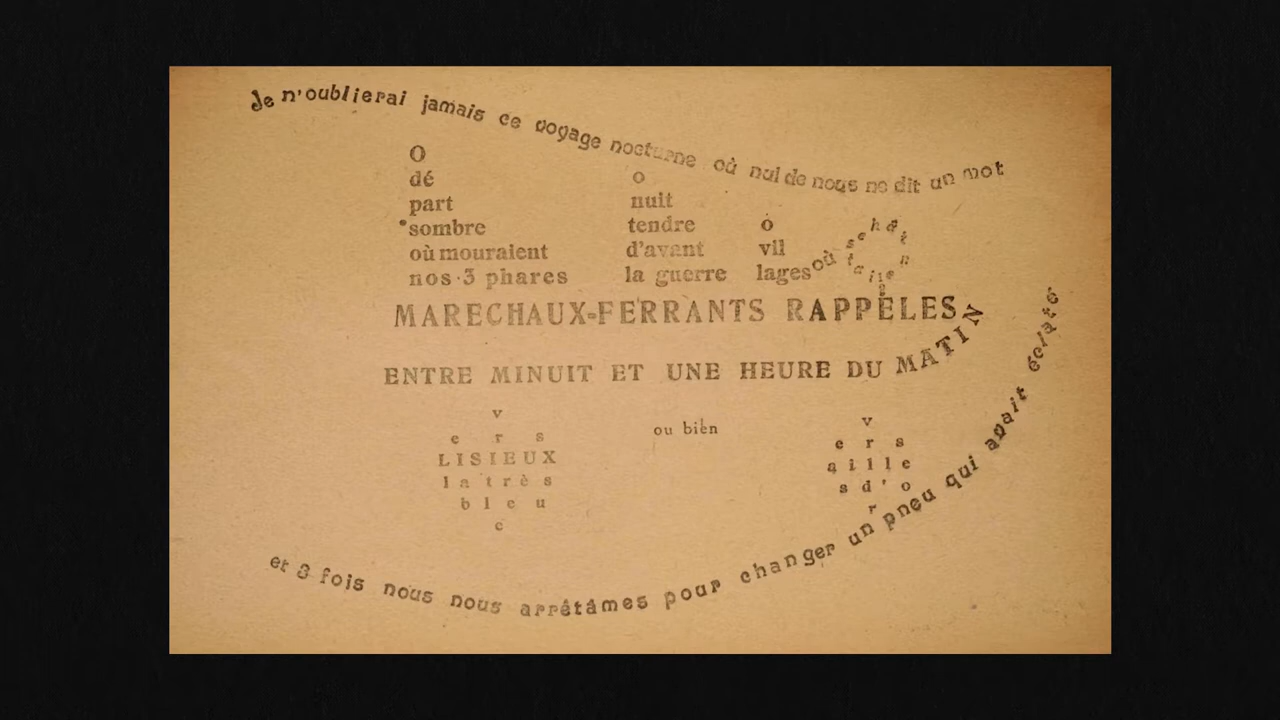 Je n'oublierai jamais ce voyage nocturne où nul de nous ne dit un mot
O
dé
part
sombre
où mouraient
nos 3 phares
o
nuit
tendre
d'avant
la guerre
o
vil
lages où se hâtaient les
MARECHAUX-FERRANTS RAPPELES
ENTRE MINUIT ET UNE HEURE DU MATIN
v
e r s
LISIEUX
la très
bleu
e
ou bien
v
e r s
aille
s d'o
r
et 3 fois nous nous arrêtâmes pour changer un pneu qui avait éclaté